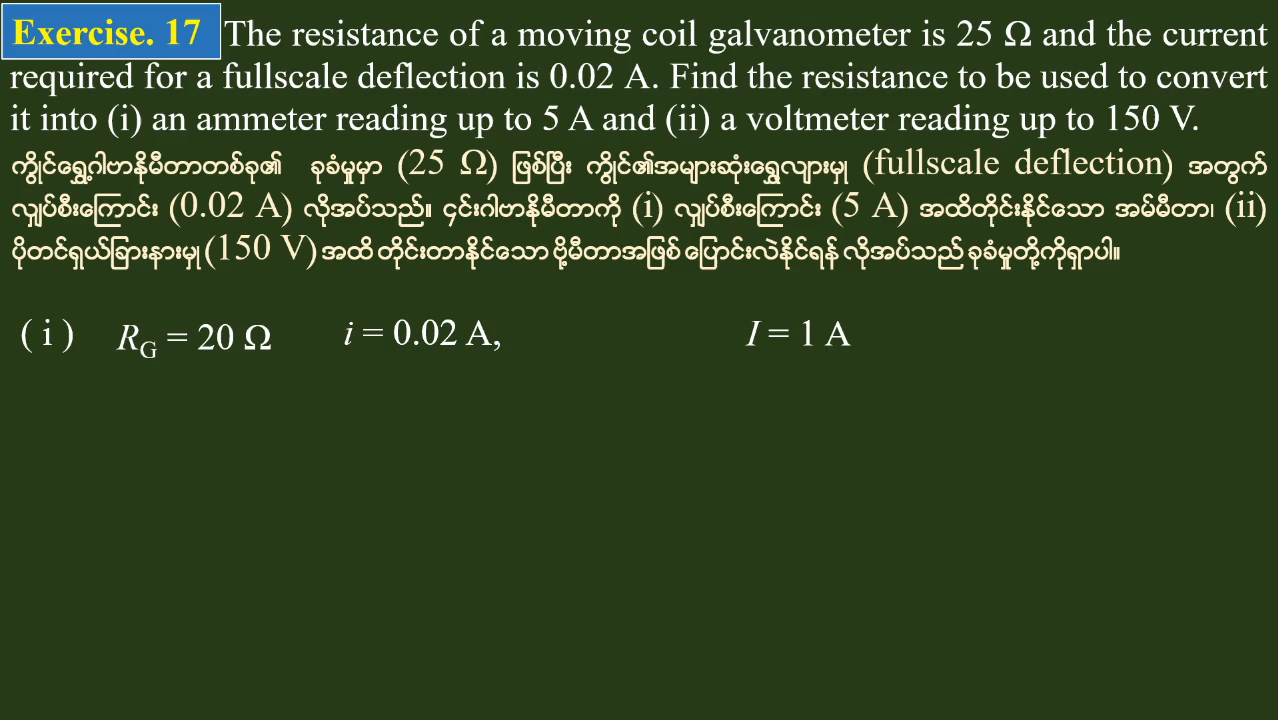 Exercise. 17 The resistance of a moving coil galvanometer is 25 Ω and the current
required for a fullscale deflection is 0.02 A. Find the resistance to be used to convert
it into (i) an ammeter reading up to 5 A and (ii) a voltmeter reading up to 150 V.
ကွိုင်ရွှေ့ဂါဗာနိုမီတာတစ်ခု၏ ခုခံမှုမှာ (25 Ω) ဖြစ်ပြီး ကွိုင်၏အများဆုံးရွှေ့လျားမှု (fullscale deflection) အတွက်
လျှပ်စီးကြောင်း (0.02 A) လိုအပ်သည်။ ၄င်းဂါဗာနိုမီတာကို (i) လျှပ်စီးကြောင်း (5 A) အထိတိုင်းနိုင်သော အမ်မီတာ၊ (ii)
ပိုတင်ရှယ်ခြားနားမှု (150 V) အထိ တိုင်းတာနိုင်သော ဗို့မီတာအဖြစ် ပြောင်းလဲနိုင်ရန် လိုအပ်သည် ခုခံမှုတို့ကိုရှာပါ။
( i ) R_G = 20 Ω i = 0.02 A, I = 1 A